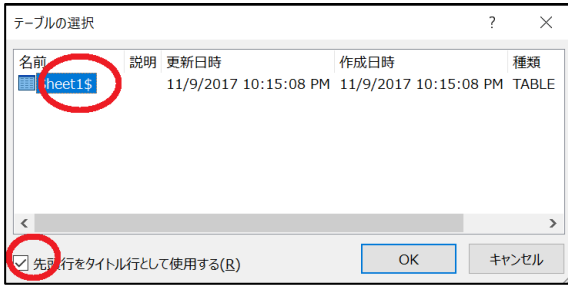 テーブルの選択 ?
名前 説明 更新日時 作成日時 種類
Sheet1$ 11/9/2017 10:15:08 PM 11/9/2017 10:15:08 PM TABLE
先頭行をタイトル行として使用する(R) OK キャンセル